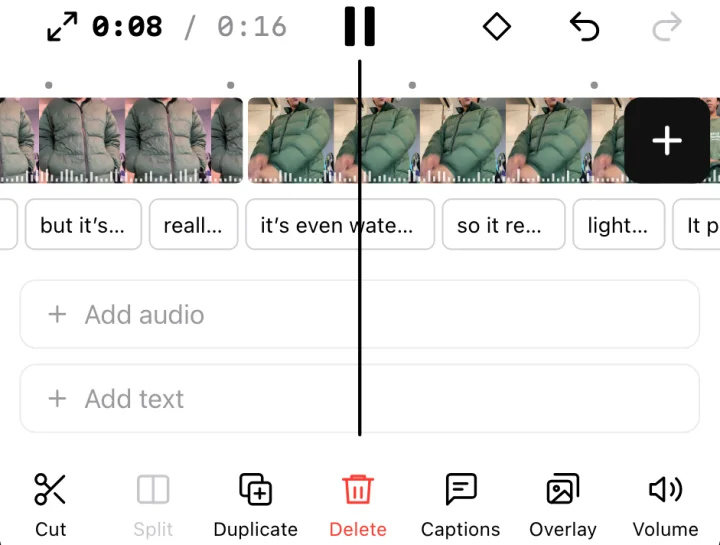 0:08 / 0:16
but it's...
reall...
it's even wate...
so it re...
light...
It p
+ Add audio
+ Add text
Cut
Split
Duplicate
Delete
Captions
Overlay
Volume